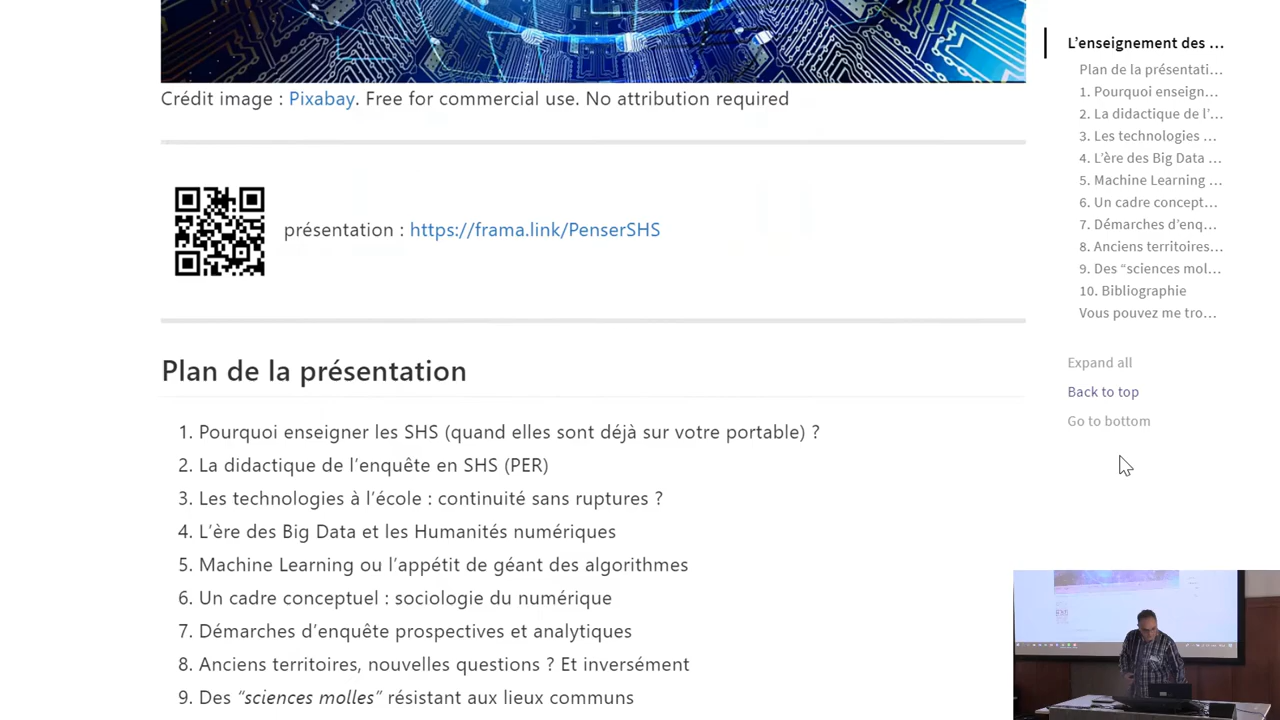 Crédit image : Pixabay. Free for commercial use. No attribution required
présentation : https://frama.link/PenserSHS
Plan de la présentation
1. Pourquoi enseigner les SHS (quand elles sont déjà sur votre portable) ?
2. La didactique de l'enquête en SHS (PER)
3. Les technologies à l'école : continuité sans ruptures ?
4. L'ère des Big Data et les Humanités numériques
5. Machine Learning ou l'appétit de géant des algorithmes
6. Un cadre conceptuel : sociologie du numérique
7. Démarches d'enquête prospectives et analytiques
8. Anciens territoires, nouvelles questions ? Et inversément
9. Des "sciences molles" résistant aux lieux communs
L'enseignement des ...
Plan de la présentati...
1. Pourquoi enseign...
2. La didactique de l'...
3. Les technologies ...
4. L'ère des Big Data ...
5. Machine Learning ...
6. Un cadre concept...
7. Démarches d'enq...
8. Anciens territoires...
9. Des "sciences mol...
10. Bibliographie
Vous pouvez me tro...
Expand all
Back to top
Go to bottom